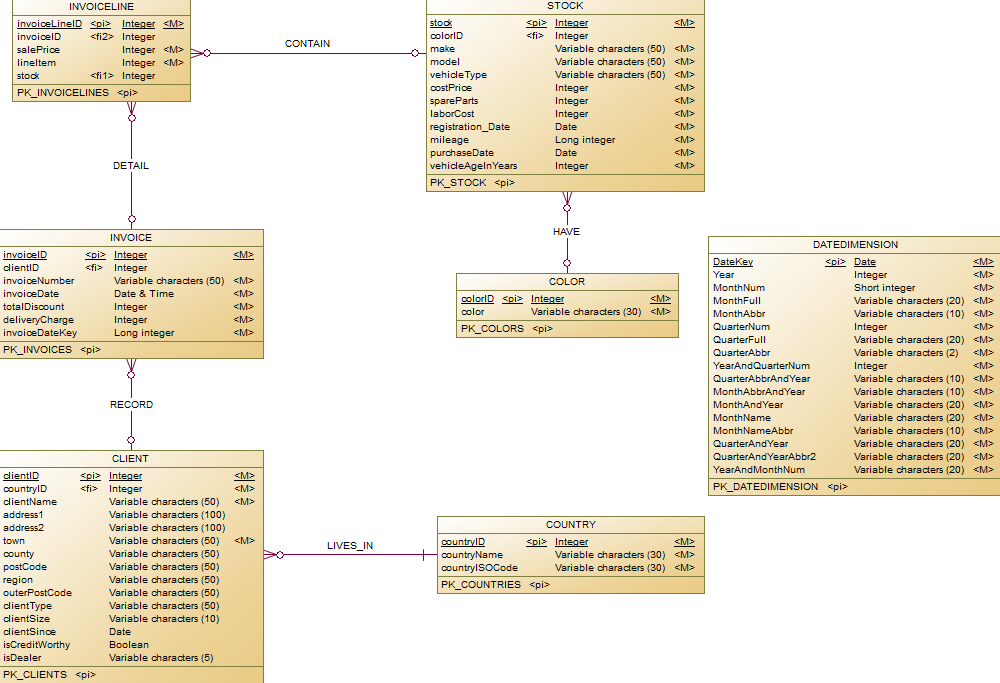 INVOICELINE
invoiceLineID <pi> Integer <M>
invoiceID <fi2> Integer
salePrice Integer <M>
lineItem Integer <M>
stock <fi1> Integer
PK_INVOICELINES <pi>
CONTAIN
STOCK
stock <pi> Integer <M>
colorID <fi> Integer
make Variable characters (50) <M>
model Variable characters (50) <M>
vehicleType Variable characters (50) <M>
costPrice Integer <M>
spareParts Integer <M>
laborCost Integer <M>
registration_Date Date <M>
mileage Long integer <M>
purchaseDate Date <M>
vehicleAgeInYears Integer <M>
PK_STOCK <pi>
DETAIL
HAVE
INVOICE
invoiceID <pi> Integer <M>
clientID <fi> Integer
invoiceNumber Variable characters (50) <M>
invoiceDate Date & Time <M>
totalDiscount Integer <M>
deliveryCharge Integer <M>
invoiceDateKey Long integer <M>
PK_INVOICES <pi>
COLOR
colorID <pi> Integer <M>
color Variable characters (30) <M>
PK_COLORS <pi>
DATEDIMENSION
DateKey <pi> Date <M>
Year Integer <M>
MonthNum Short integer <M>
MonthFull Variable characters (20) <M>
MonthAbbr Variable characters (10) <M>
QuarterNum Integer <M>
QuarterFull Variable characters (20) <M>
QuarterAbbr Variable characters (2) <M>
YearAndQuarterNum Integer <M>
QuarterAbbrAndYear Variable characters (10) <M>
MonthAbbrAndYear Variable characters (10) <M>
MonthAndYear Variable characters (20) <M>
MonthName Variable characters (20) <M>
MonthNameAbbr Variable characters (10) <M>
QuarterAndYear Variable characters (20) <M>
QuarterAndYearAbbr2 Variable characters (20) <M>
YearAndMonthNum Variable characters (20) <M>
PK_DATEDIMENSION <pi>
RECORD
CLIENT
clientID <pi> Integer <M>
countryID <fi> Integer <M>
clientName Variable characters (50) <M>
address1 Variable characters (100)
address2 Variable characters (100)
town Variable characters (50) <M>
county Variable characters (50)
postCode Variable characters (50)
region Variable characters (50)
outerPostCode Variable characters (50)
clientType Variable characters (50)
clientSize Variable characters (10)
clientSince Date
isCreditWorthy Boolean
isDealer Variable characters (5)
PK_CLIENTS <pi>
LIVES_IN
COUNTRY
countryID <pi> Integer <M>
countryName Variable characters (30) <M>
countryISOCode Variable characters (30) <M>
PK_COUNTRIES <pi>